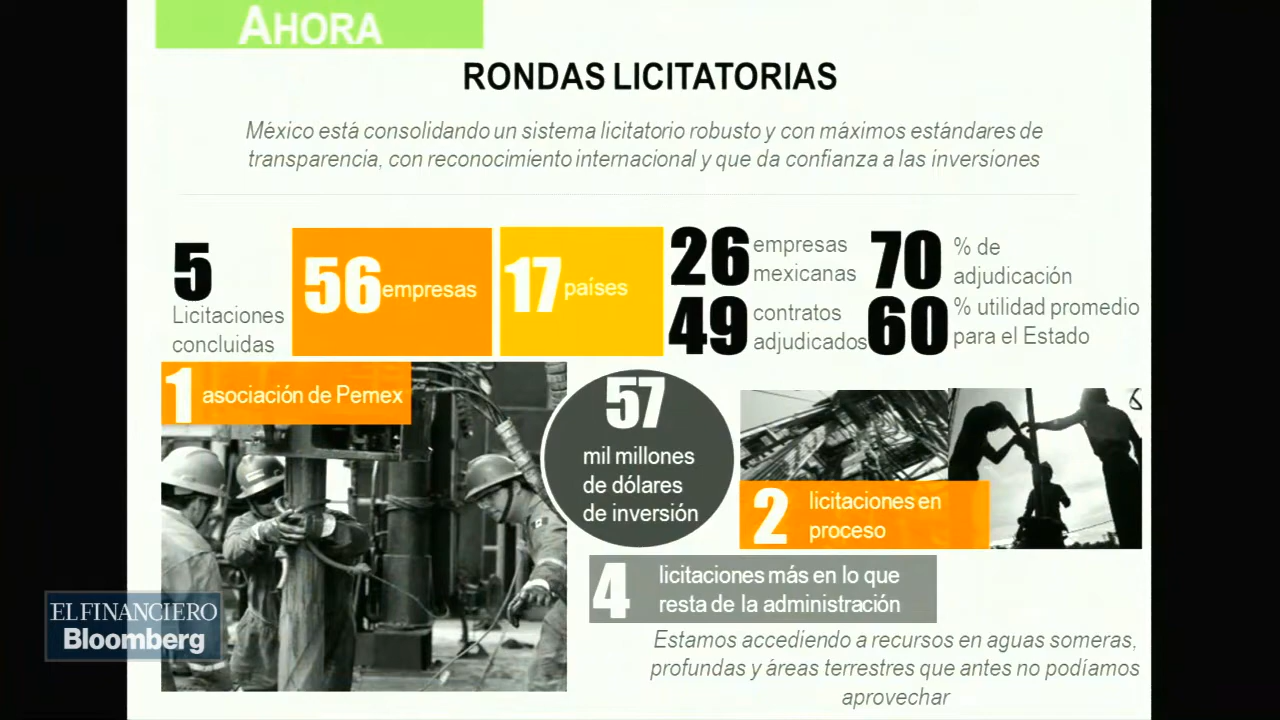 AHORA
RONDAS LICITATORIAS
México está consolidando un sistema licitatorio robusto y con máximos estándares de
transparencia, con reconocimiento internacional y que da confianza a las inversiones
5
Licitaciones
concluidas
56 empresas
17 países
26 empresas
mexicanas
49 contratos
adjudicados
70 % de
adjudicación
60 % utilidad promedio
para el Estado
1 asociación de Pemex
57
mil millones
de dólares
de inversión
2 licitaciones en
proceso
4 licitaciones más en lo que
resta de la administración
Estamos accediendo a recursos en aguas someras,
profundas y áreas terrestres que antes no podíamos
aprovechar
EL FINANCIERO
Bloomberg